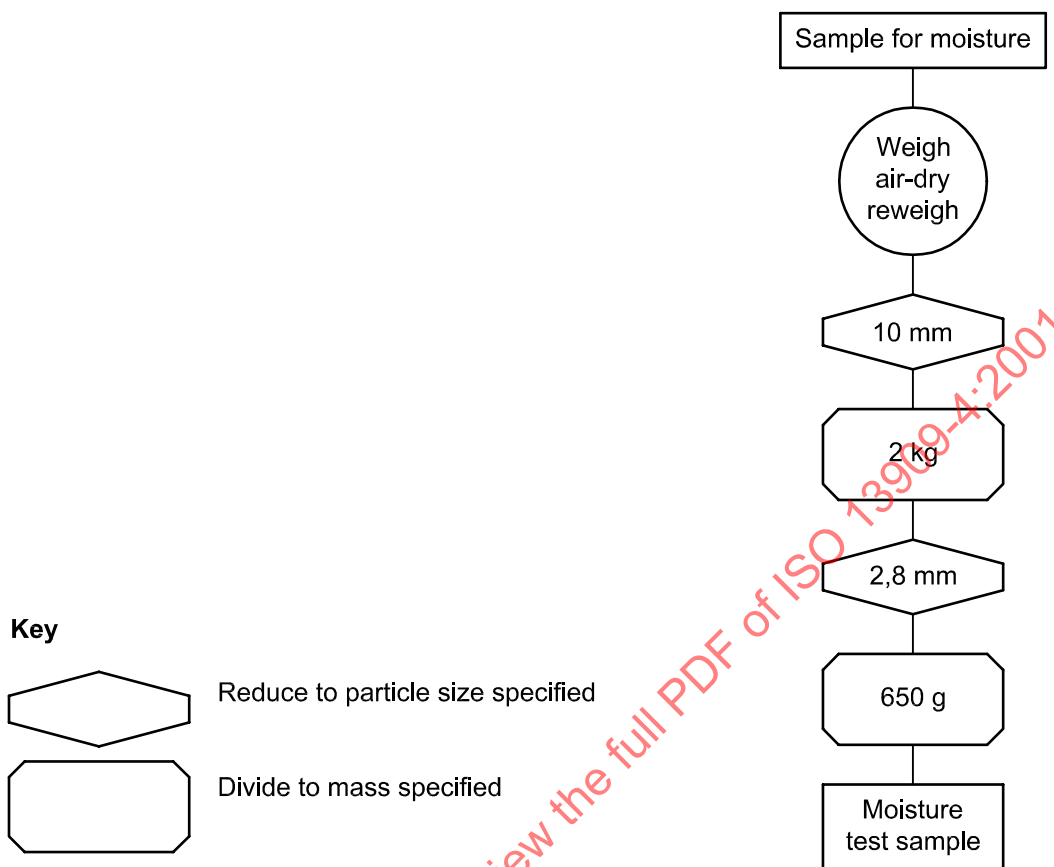 Sample for moisture
Weigh
air-dry
reweigh
10 mm
2 kg
2,8 mm
650 g
Moisture
test sample
Key
Reduce to particle size specified
Divide to mass specified
view the full PDF of ISO 13909-4:2001